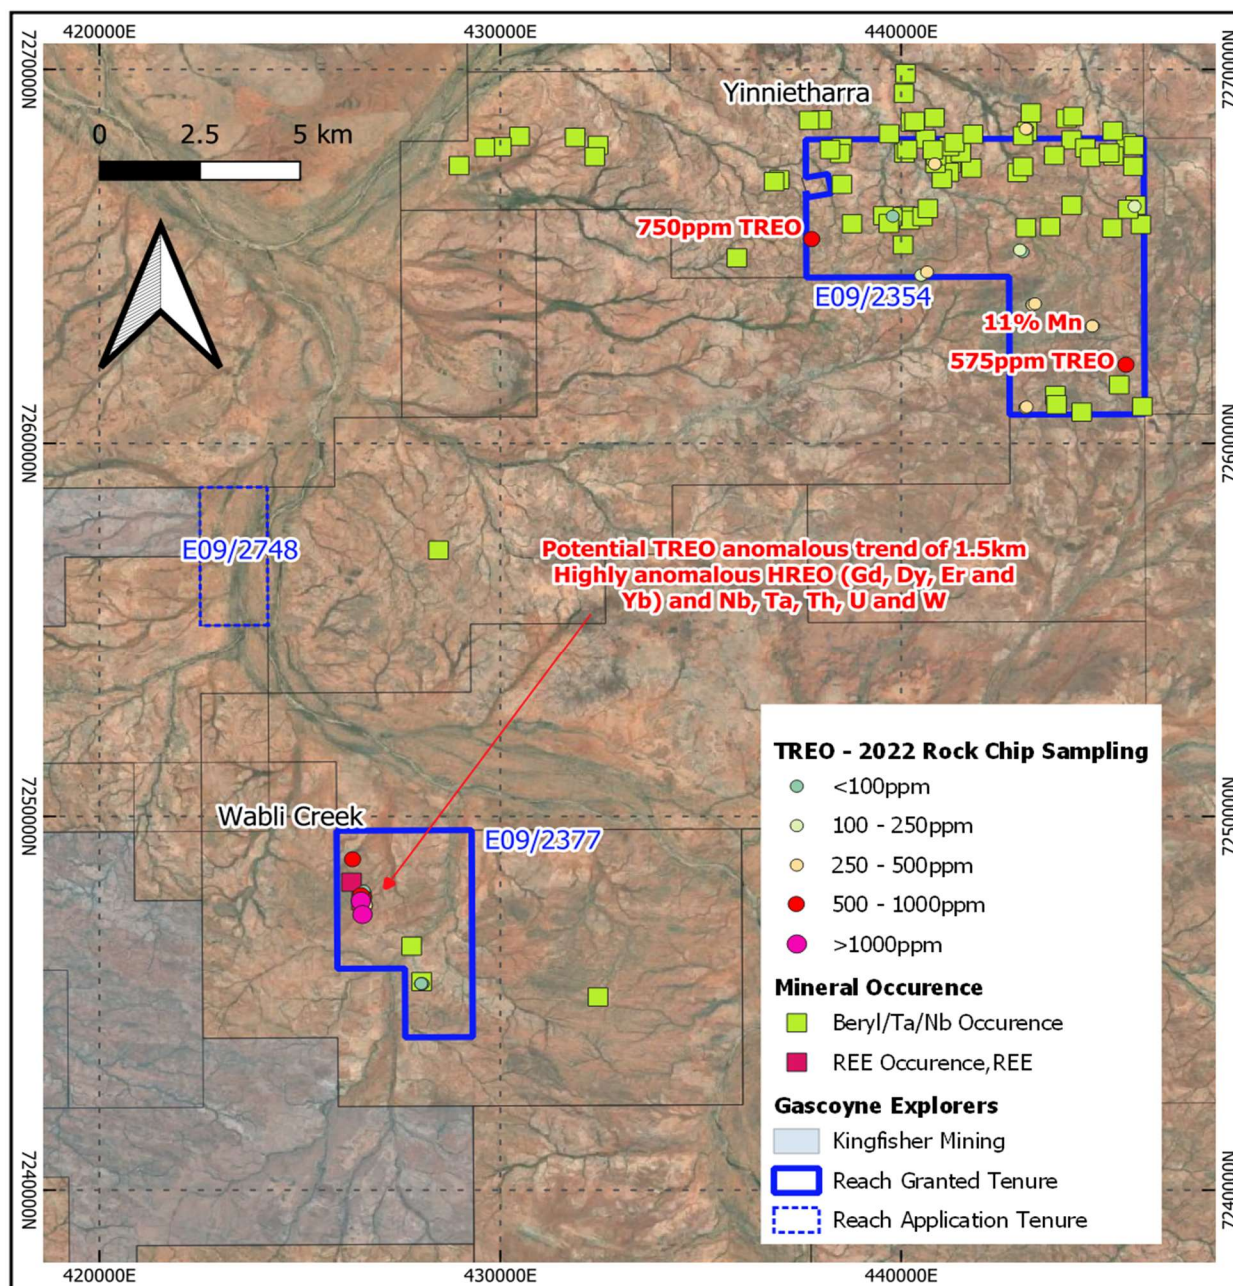 420000E
430000E
440000E
7270000N
7270000N
Yinnietharra
0 2.5 5 km
750ppm TREO
E09/2354
11% Mn
575ppm TREO
7260000N
7260000N
E09/2748
Potential TREO anomalous trend of 1.5km
Highly anomalous HREO (Gd, Dy, Er and
Yb) and Nb, Ta, Th, U and W
7250000N
7250000N
Wabli Creek
E09/2377
TREO - 2022 Rock Chip Sampling
<100ppm
100 - 250ppm
250 - 500ppm
500 - 1000ppm
>1000ppm
Mineral Occurence
Beryl/Ta/Nb Occurence
REE Occurence,REE
Gascoyne Explorers
Kingfisher Mining
Reach Granted Tenure
Reach Application Tenure
7240000N
7240000N
420000E
430000E
440000E